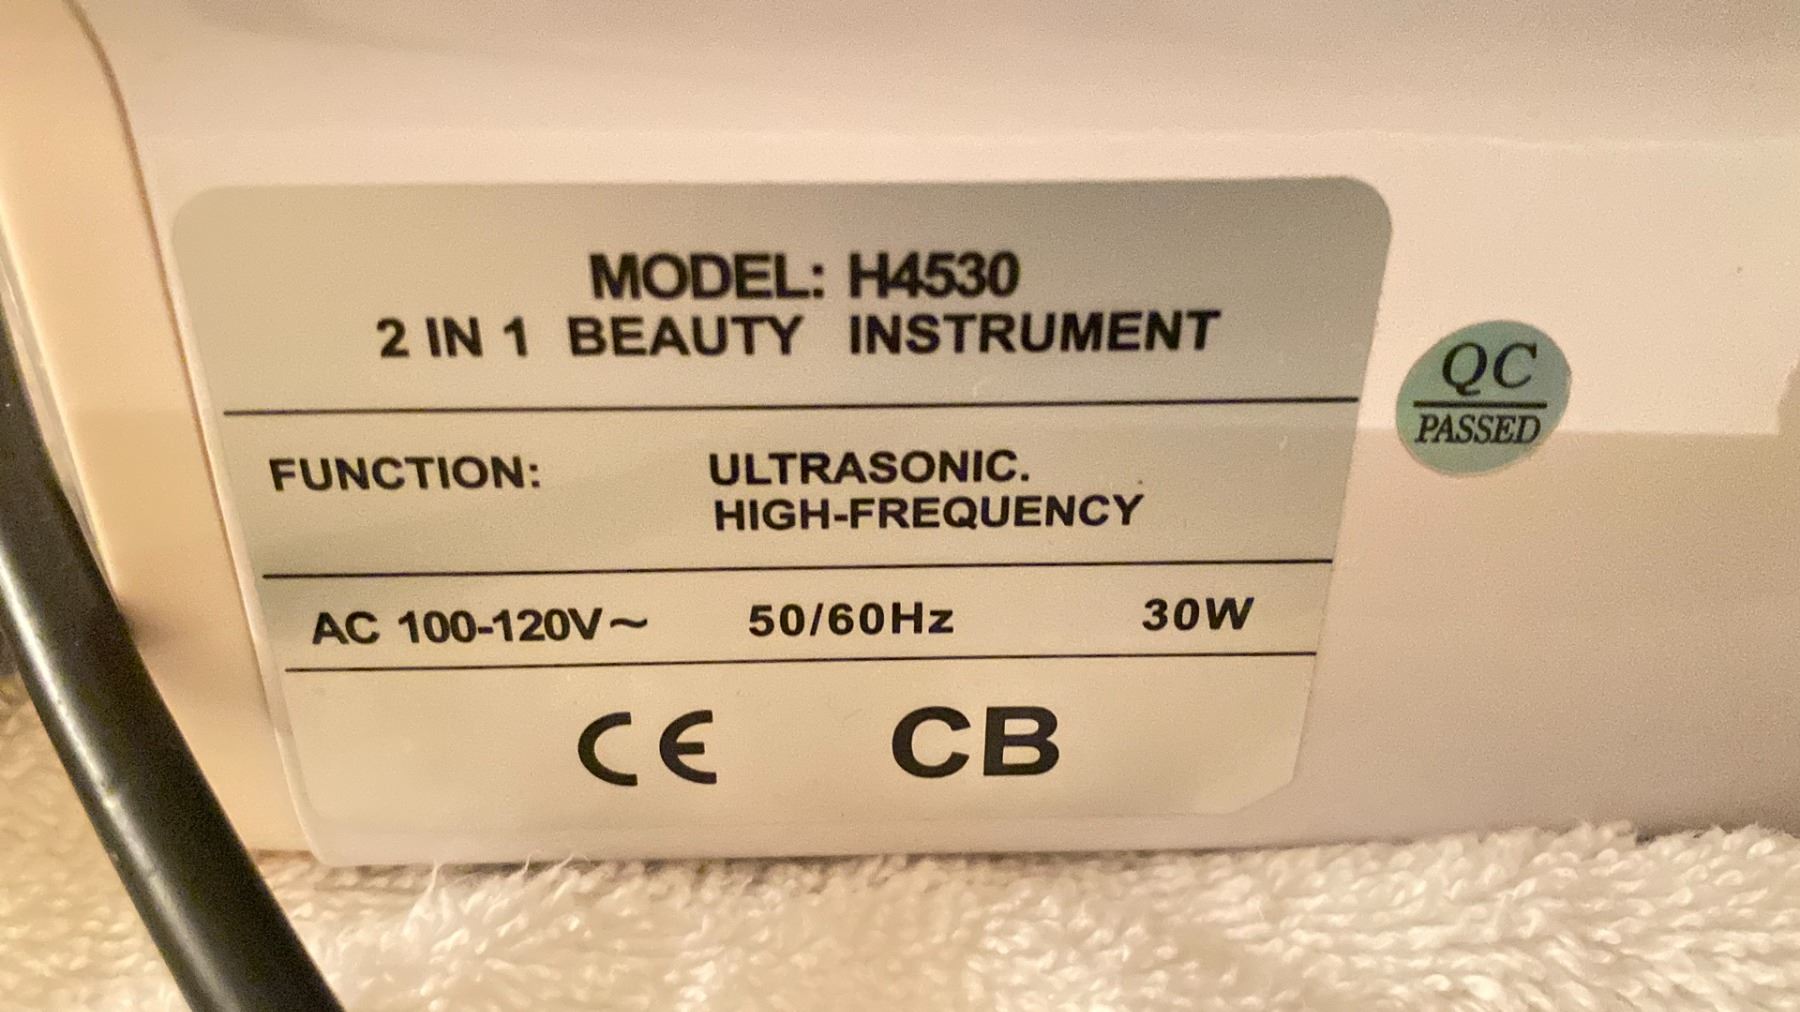 MODEL: H4530
2 IN 1 BEAUTY INSTRUMENT
FUNCTION: ULTRASONIC.
HIGH-FREQUENCY
AC 100-120V~ 50/60Hz 30W
CE CB
QC
PASSED